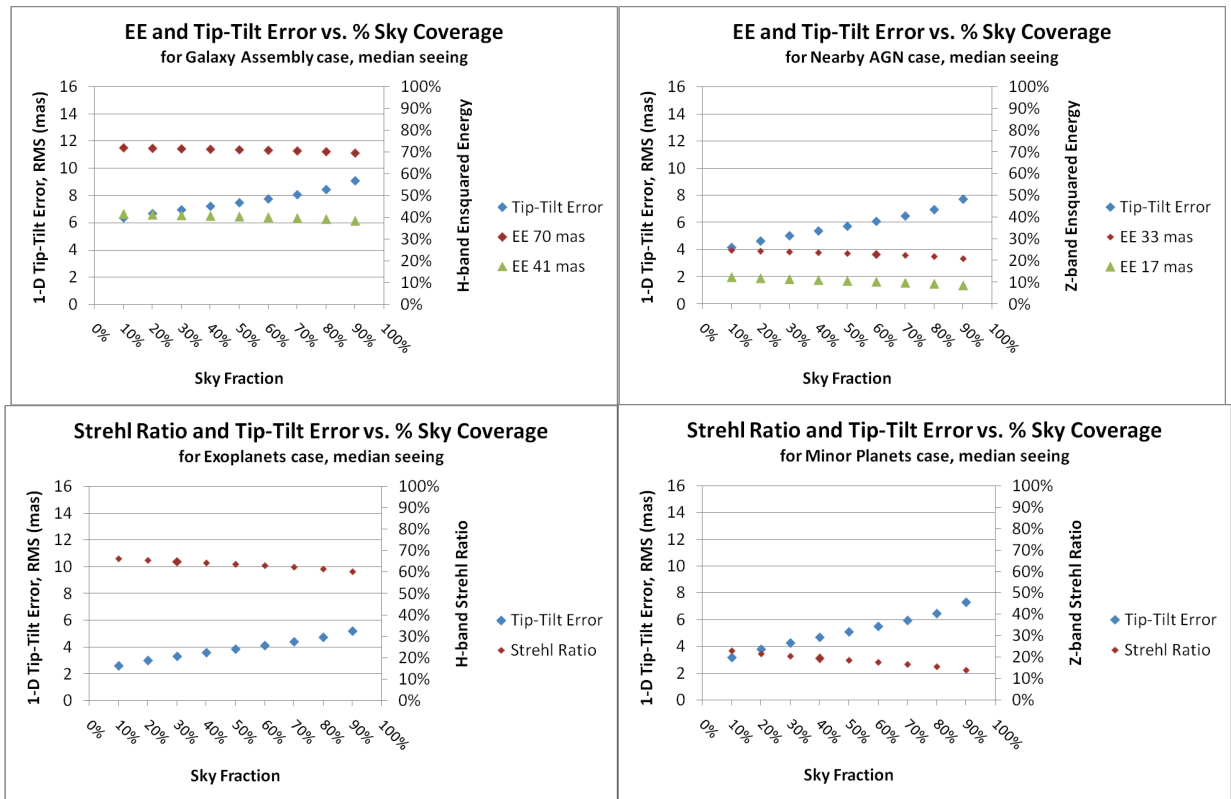 EE and Tip-Tilt Error vs. % Sky Coverage
for Galaxy Assembly case, median seeing
1-D Tip-Tilt Error, RMS (mas)
16
14
12
10
8
6
4
2
0
100%
90%
80%
70%
60%
50%
40%
30%
20%
10%
0%
H-band Ensquared Energy
0% 10% 20% 30% 40% 50% 60% 70% 80% 90% 100%
Sky Fraction
Tip-Tilt Error
EE 70 mas
EE 41 mas
EE and Tip-Tilt Error vs. % Sky Coverage
for Nearby AGN case, median seeing
1-D Tip-Tilt Error, RMS (mas)
16
14
12
10
8
6
4
2
0
100%
90%
80%
70%
60%
50%
40%
30%
20%
10%
0%
Z-band Ensquared Energy
0% 10% 20% 30% 40% 50% 60% 70% 80% 90% 100%
Sky Fraction
Tip-Tilt Error
EE 33 mas
EE 17 mas
Strehl Ratio and Tip-Tilt Error vs. % Sky Coverage
for Exoplanets case, median seeing
1-D Tip-Tilt Error, RMS (mas)
16
14
12
10
8
6
4
2
0
100%
90%
80%
70%
60%
50%
40%
30%
20%
10%
0%
H-band Strehl Ratio
0% 10% 20% 30% 40% 50% 60% 70% 80% 90% 100%
Sky Fraction
Tip-Tilt Error
Strehl Ratio
Strehl Ratio and Tip-Tilt Error vs. % Sky Coverage
for Minor Planets case, median seeing
1-D Tip-Tilt Error, RMS (mas)
16
14
12
10
8
6
4
2
0
100%
90%
80%
70%
60%
50%
40%
30%
20%
10%
0%
Z-band Strehl Ratio
0% 10% 20% 30% 40% 50% 60% 70% 80% 90% 100%
Sky Fraction
Tip-Tilt Error
Strehl Ratio